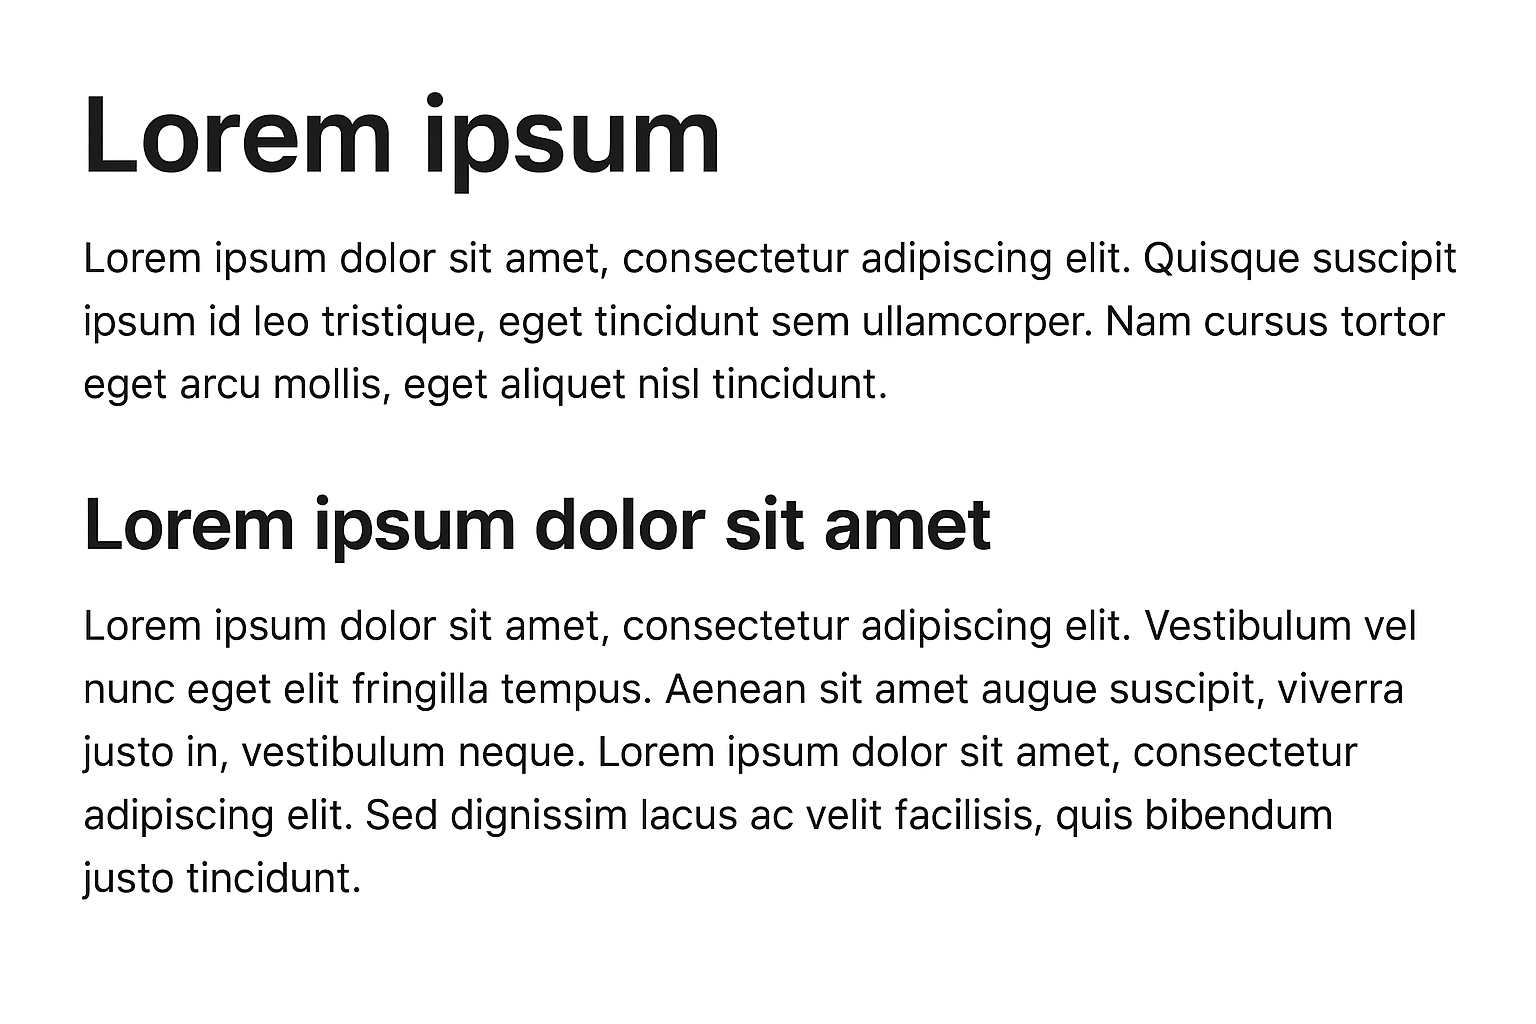 Lorem ipsum
Lorem ipsum dolor sit amet, consectetur adipiscing elit. Quisque suscipit
ipsum id leo tristique, eget tincidunt sem ullamcorper. Nam cursus tortor
eget arcu mollis, eget aliquet nisl tincidunt.
Lorem ipsum dolor sit amet
Lorem ipsum dolor sit amet, consectetur adipiscing elit. Vestibulum vel
nunc eget elit fringilla tempus. Aenean sit amet augue suscipit, viverra
justo in, vestibulum neque. Lorem ipsum dolor sit amet, consectetur
adipiscing elit. Sed dignissim lacus ac velit facilisis, quis bibendum
justo tincidunt.